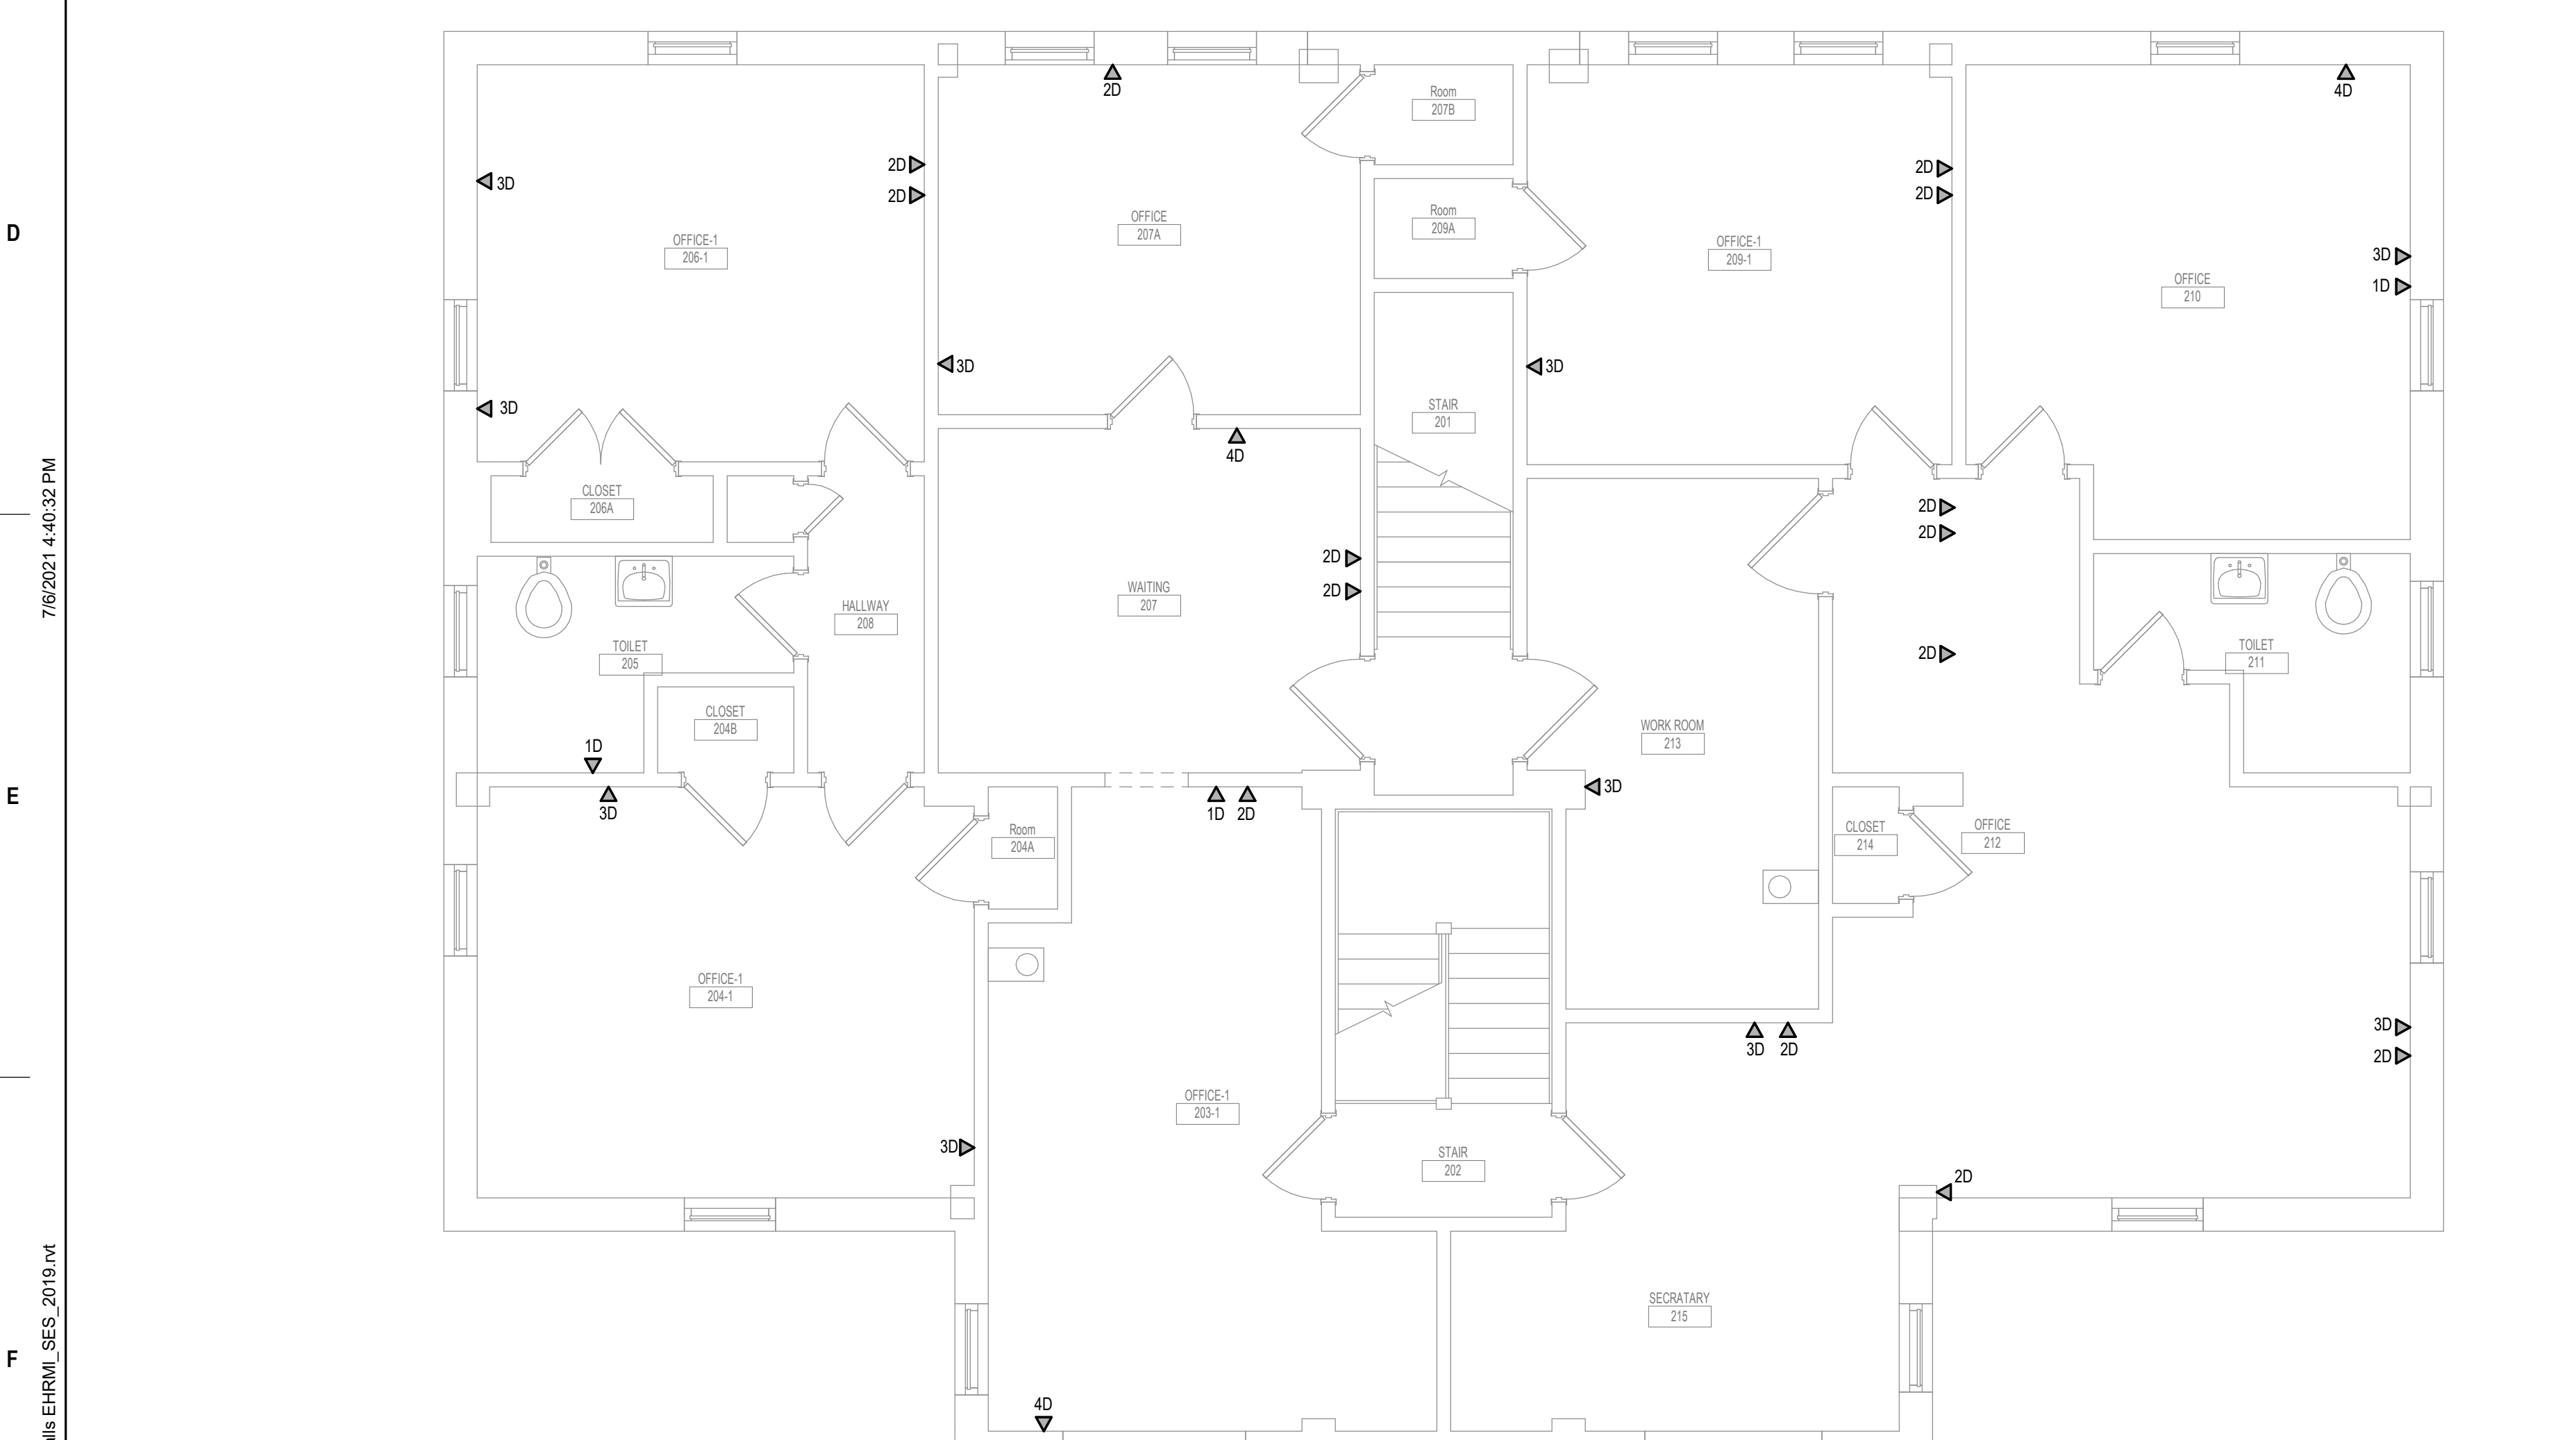 2D
4D
Room
207B
2D
2D
3D
2D
2D
Room
209A
OFFICE
207A
D
OFFICE-1
206-1
OFFICE-1
209-1
3D
1D
OFFICE
210
3D
3D
3D
STAIR
201
4D
CLOSET
206A
2D
2D
7/6/2021 4:40:32 PM
2D
2D
WAITING
207
HALLWAY
208
TOILET
205
2D
TOILET
211
CLOSET
204B
WORK ROOM
213
1D
E
3D
3D
1D 2D
Room
204A
CLOSET
214
OFFICE
212
OFFICE-1
204-1
3D
3D 2D
2D
OFFICE-1
203-1
3D
STAIR
202
2D
SECRATARY
215
F
alls EHRMI_SES_2019.rvt
4D
3D